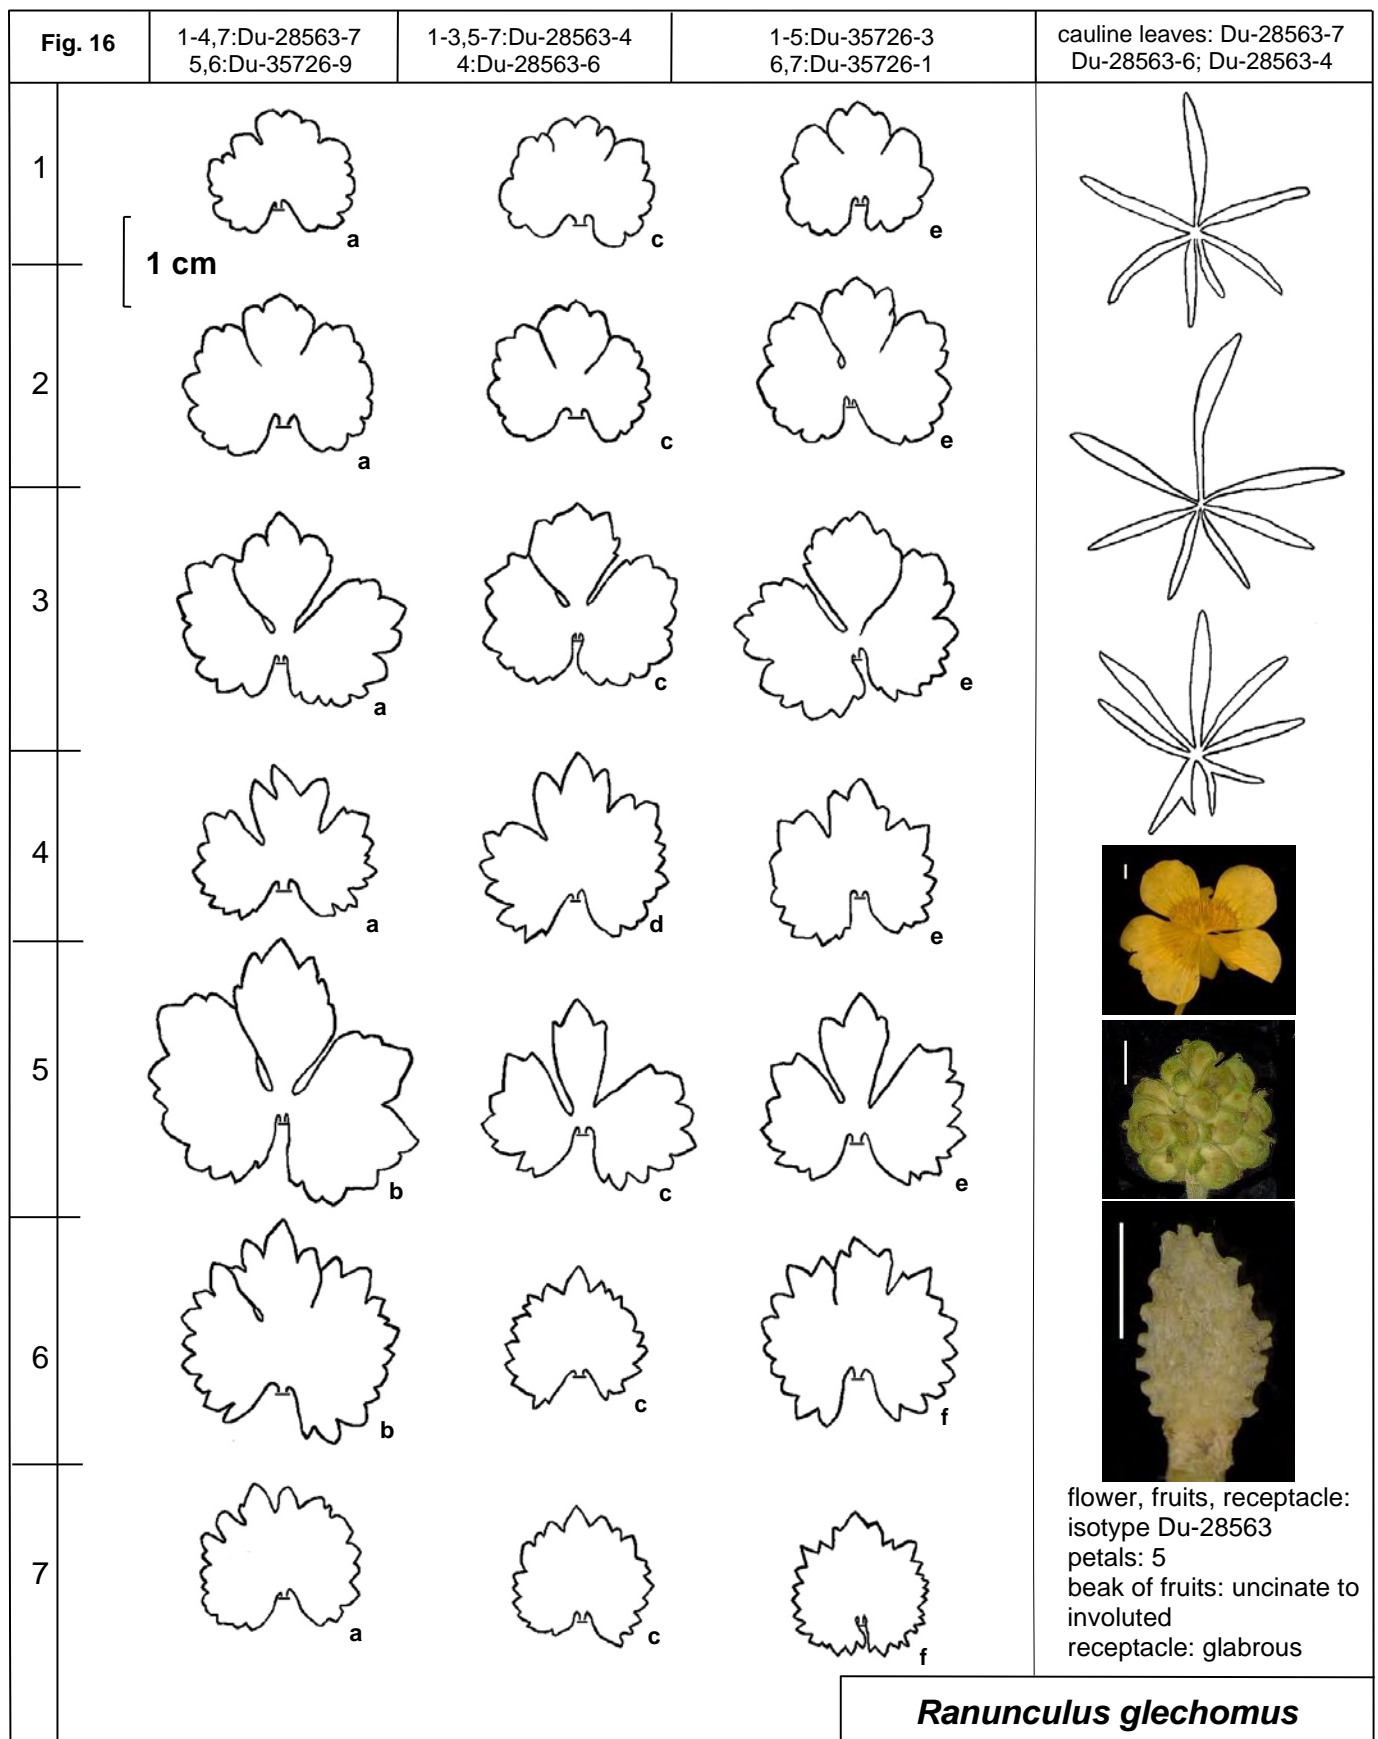 Fig. 16
1-4,7:Du-28563-7
5,6:Du-35726-9
1-3,5-7:Du-28563-4
4:Du-28563-6
1-5:Du-35726-3
6,7:Du-35726-1
cauline leaves: Du-28563-7
Du-28563-6; Du-28563-4
1
a
c
e
1 cm
2
a
c
e
3
a
c
e
4
a
d
e
5
b
c
e
6
b
c
f
7
a
c
f
flower, fruits, receptacle:
isotype Du-28563
petals: 5
beak of fruits: uncinate to
involuted
receptacle: glabrous
Ranunculus glechomus